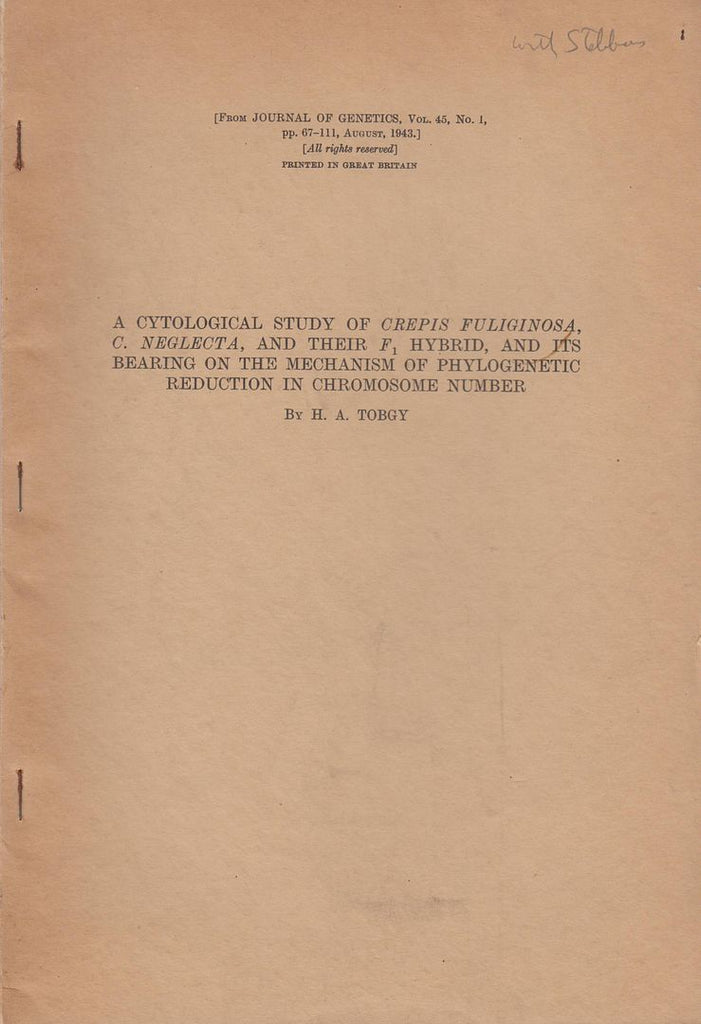 with Stebbins
[From JOURNAL OF GENETICS, Vol. 45, No. 1,
pp. 67–111, August, 1943.]
[All rights reserved]
PRINTED IN GREAT BRITAIN
A CYTOLOGICAL STUDY OF CREPIS FULIGINOSA,
C. NEGLECTA, AND THEIR F₁ HYBRID, AND ITS
BEARING ON THE MECHANISM OF PHYLOGENETIC
REDUCTION IN CHROMOSOME NUMBER
By H. A. TOBGY